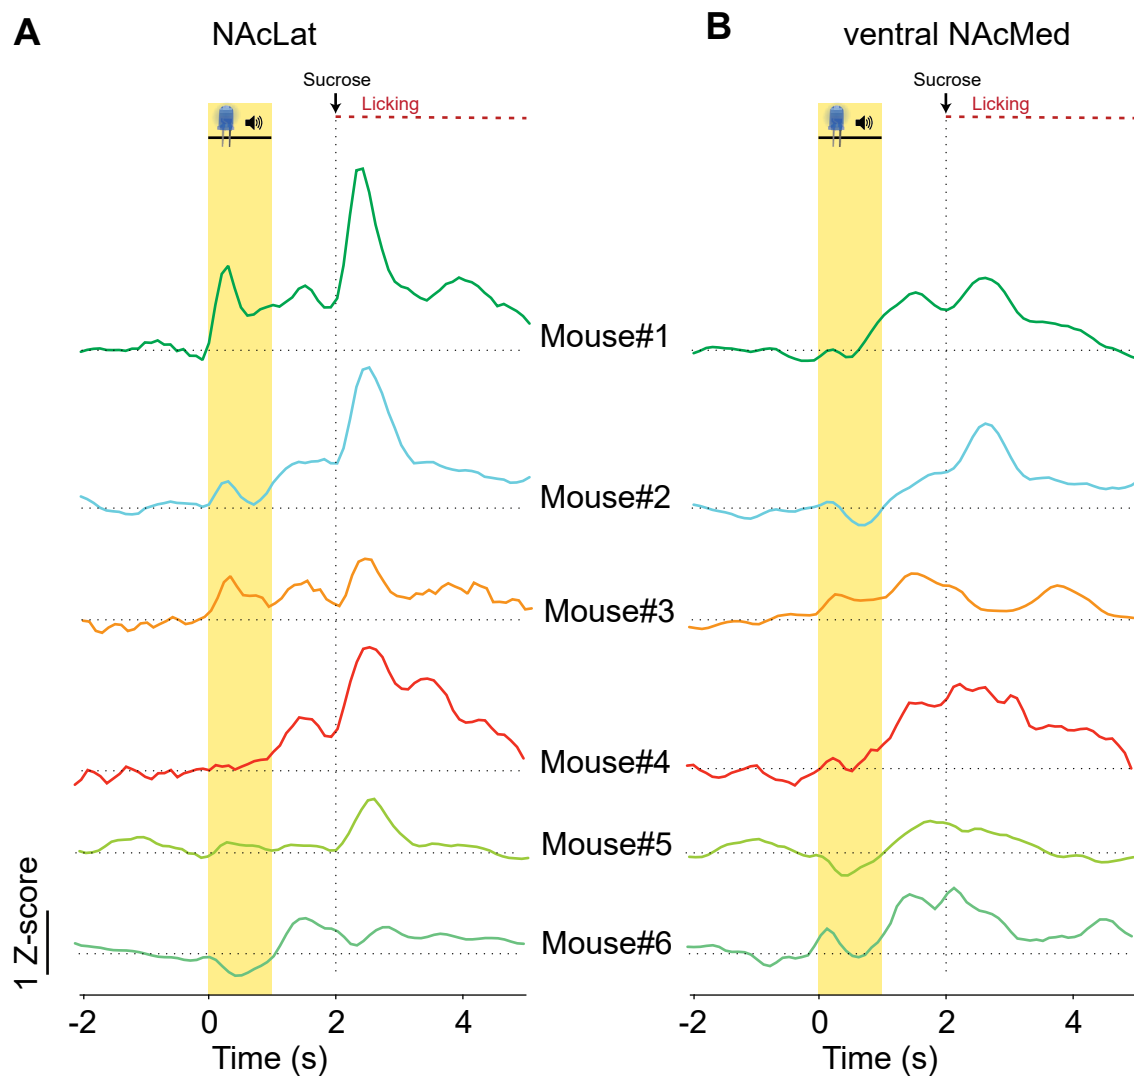 A
NAcLat
B
ventral NAcMed
Sucrose
Licking
Sucrose
Licking
Mouse#1
Mouse#2
Mouse#3
Mouse#4
Mouse#5
Mouse#6
1 Z-score
-2 0 2 4
Time (s)
-2 0 2 4
Time (s)